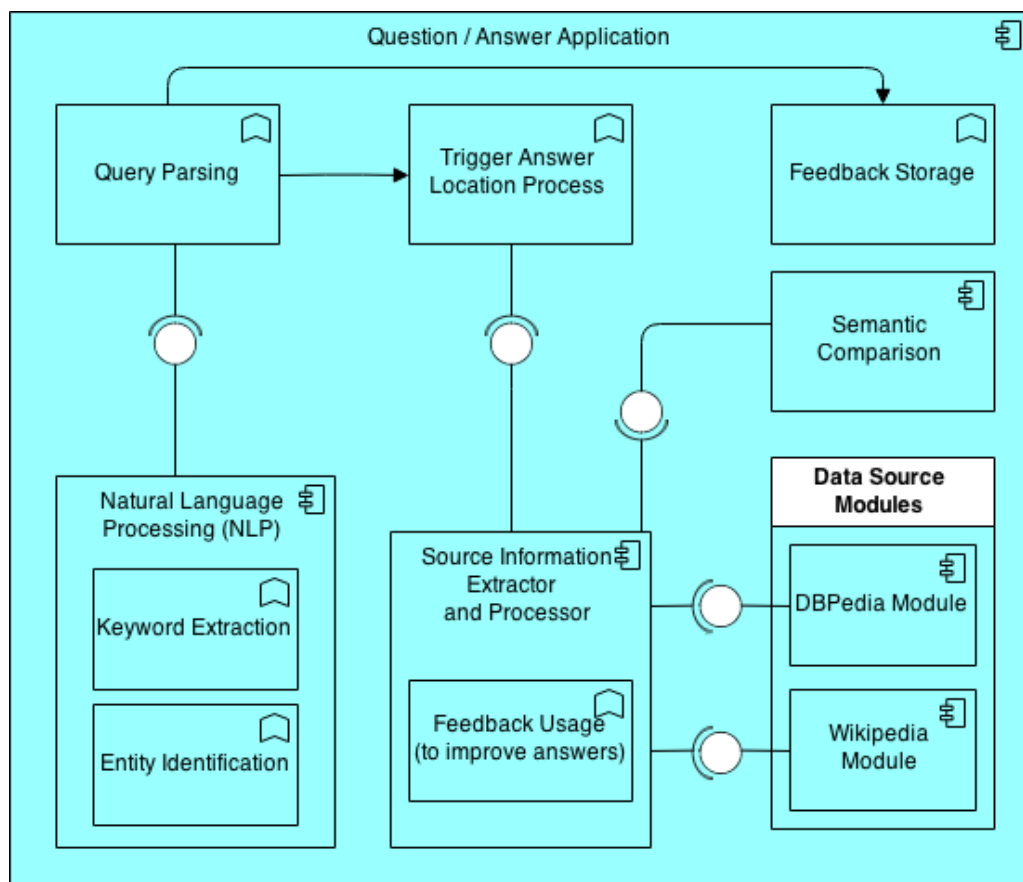 Question / Answer Application
Query Parsing
Trigger Answer
Location Process
Feedback Storage
Semantic
Comparison
Natural Language
Processing (NLP)
Keyword Extraction
Entity Identification
Source Information
Extractor
and Processor
Feedback Usage
(to improve answers)
Data Source
Modules
DBPedia Module
Wikipedia
Module